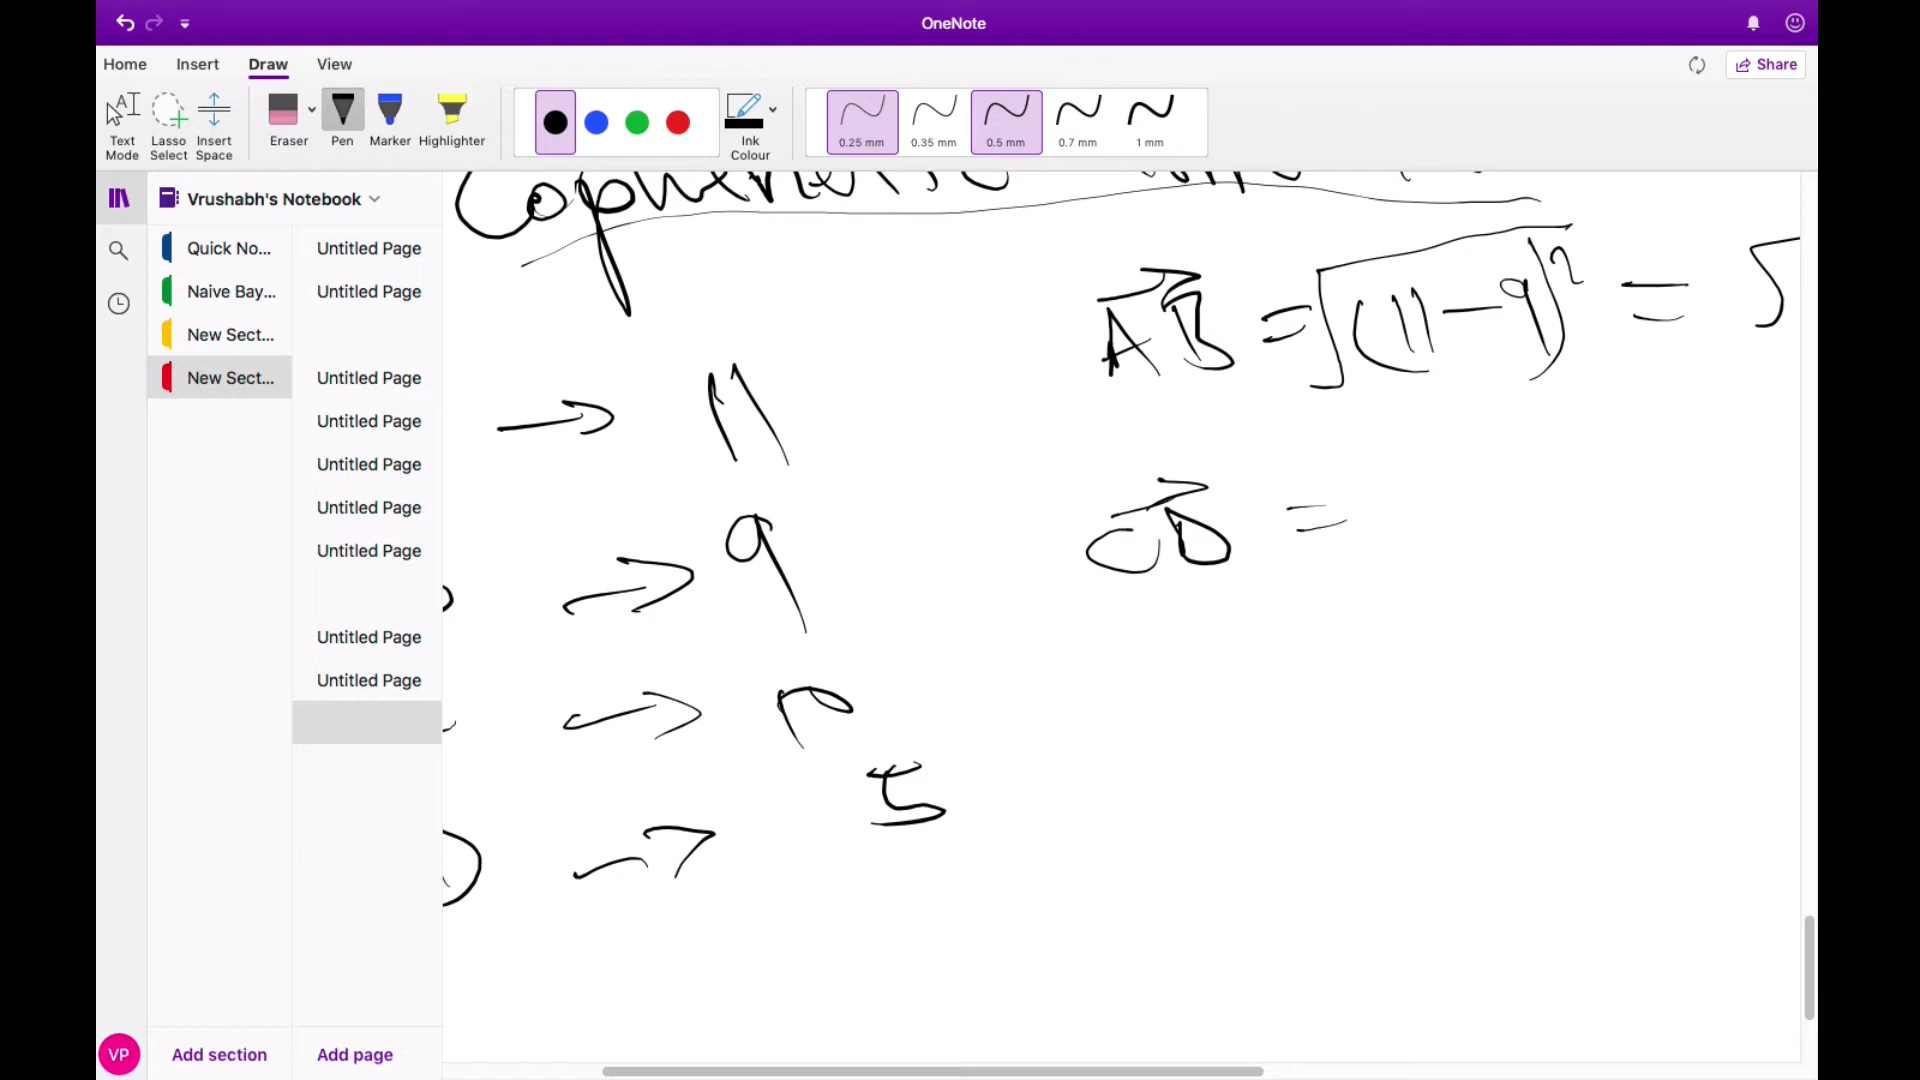 OneNote
Home Insert Draw View
Share
Text Mode
Lasso Select
Insert Space
Eraser
Pen
Marker
Highlighter
Ink Colour
0.25 mm
0.35 mm
0.5 mm
0.7 mm
1 mm
Vrushabh's Notebook
Quick No...
Naive Bay...
New Sect...
New Sect...
Untitled Page
Untitled Page
Untitled Page
Untitled Page
Untitled Page
Untitled Page
Untitled Page
Untitled Page
Untitled Page
VP
Add section
Add page
AB = √(11-9)² =
→ 11
CD =
→ 9
→
5
→